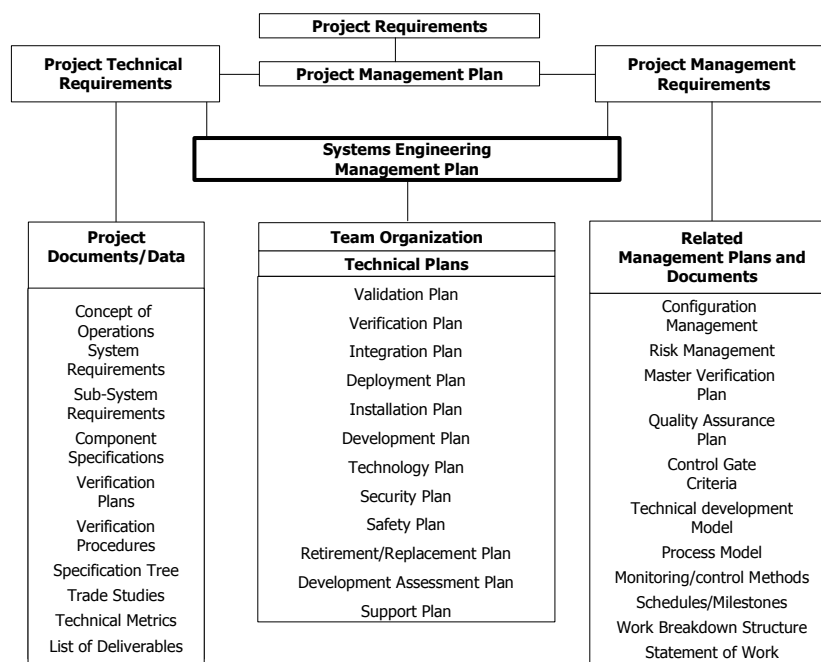 Project Requirements
Project Technical
Requirements
Project Management Plan
Project Management
Requirements
Systems Engineering
Management Plan
Project
Documents/Data
Concept of
Operations
System
Requirements
Sub-System
Requirements
Component
Specifications
Verification
Plans
Verification
Procedures
Specification Tree
Trade Studies
Technical Metrics
List of Deliverables
Team Organization
Technical Plans
Validation Plan
Verification Plan
Integration Plan
Deployment Plan
Installation Plan
Development Plan
Technology Plan
Security Plan
Safety Plan
Retirement/Replacement Plan
Development Assessment Plan
Support Plan
Related
Management Plans and
Documents
Configuration
Management
Risk Management
Master Verification
Plan
Quality Assurance
Plan
Control Gate
Criteria
Technical development
Model
Process Model
Monitoring/control Methods
Schedules/Milestones
Work Breakdown Structure
Statement of Work